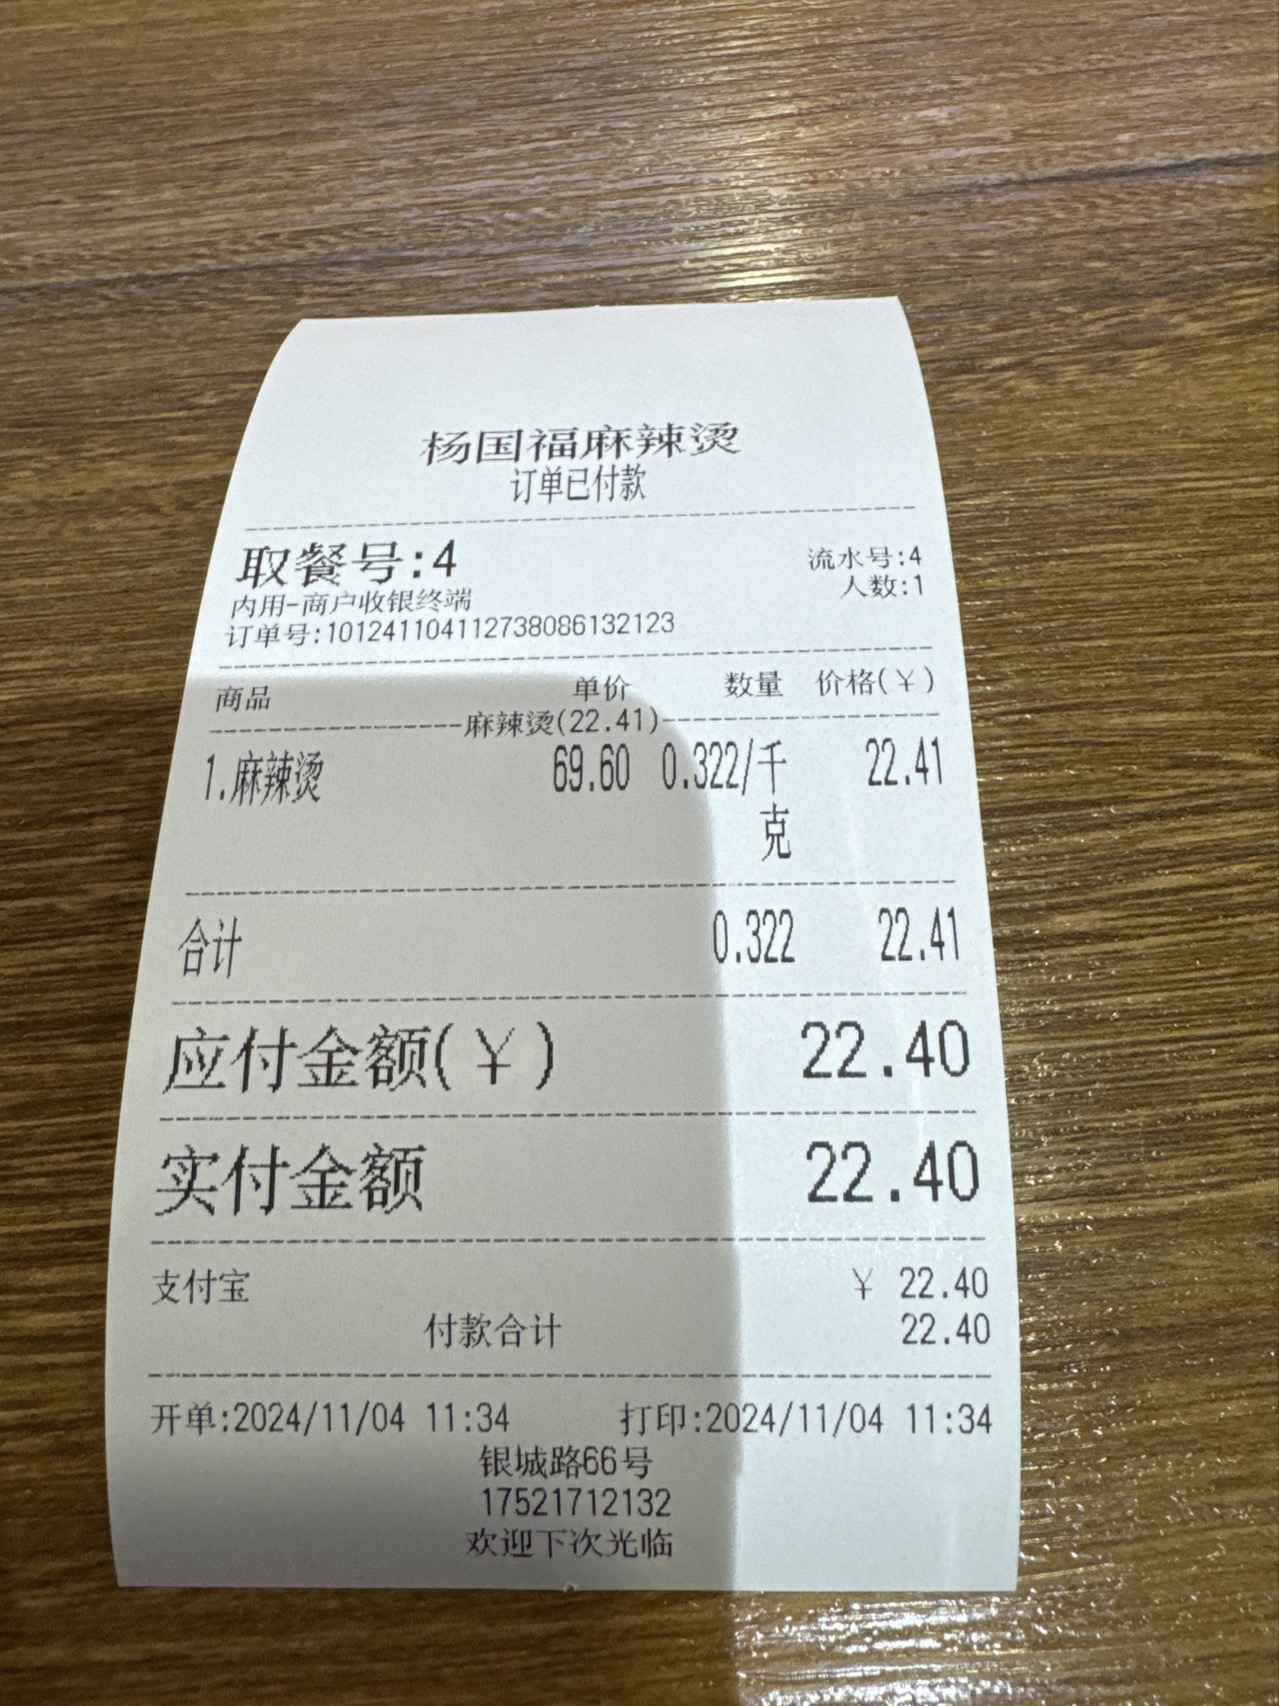 杨国福麻辣烫
订单已付款
取餐号:4
流水号:4
人数:1
内用-商户收银终端
订单号:101241104112738086132123
商品 单价 数量 价格(¥)
麻辣烫(22.41)
1.麻辣烫 69.60 0.322/千克 22.41
合计 0.322 22.41
应付金额(¥) 22.40
实付金额 22.40
支付宝 ¥ 22.40
付款合计 22.40
开单:2024/11/04 11:34 打印:2024/11/04 11:34
银城路66号
17521712132
欢迎下次光临